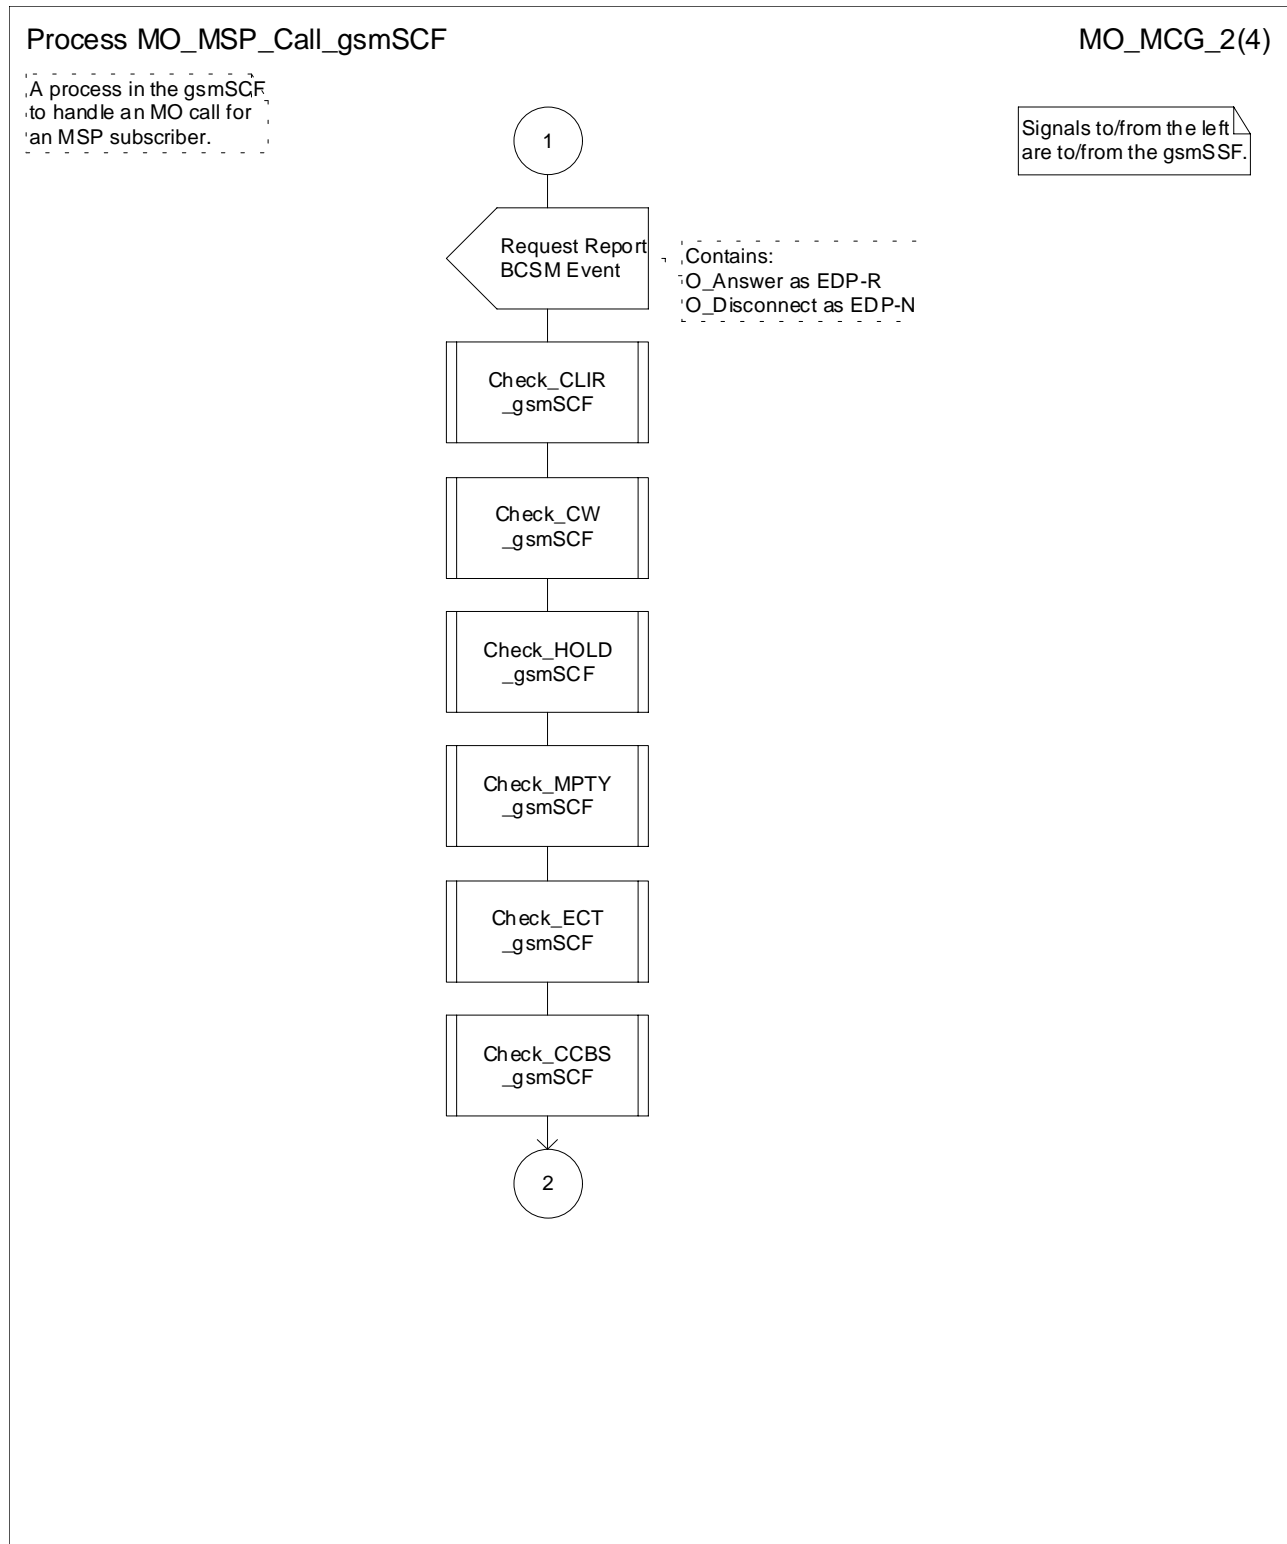 Process MO_MSP_Call_gsmSCF
MO_MCG_2(4)
A process in the gsmSCF
to handle an MO call for
an MSP subscriber.
Signals to/from the left
are to/from the gsmSSF.
1
Request Report
BCSM Event
Contains:
O_Answer as EDP-R
O_Disconnect as EDP-N
Check_CLIR
_gsmSCF
Check_CW
_gsmSCF
Check_HOLD
_gsmSCF
Check_MPTY
_gsmSCF
Check_ECT
_gsmSCF
Check_CCBS
_gsmSCF
2